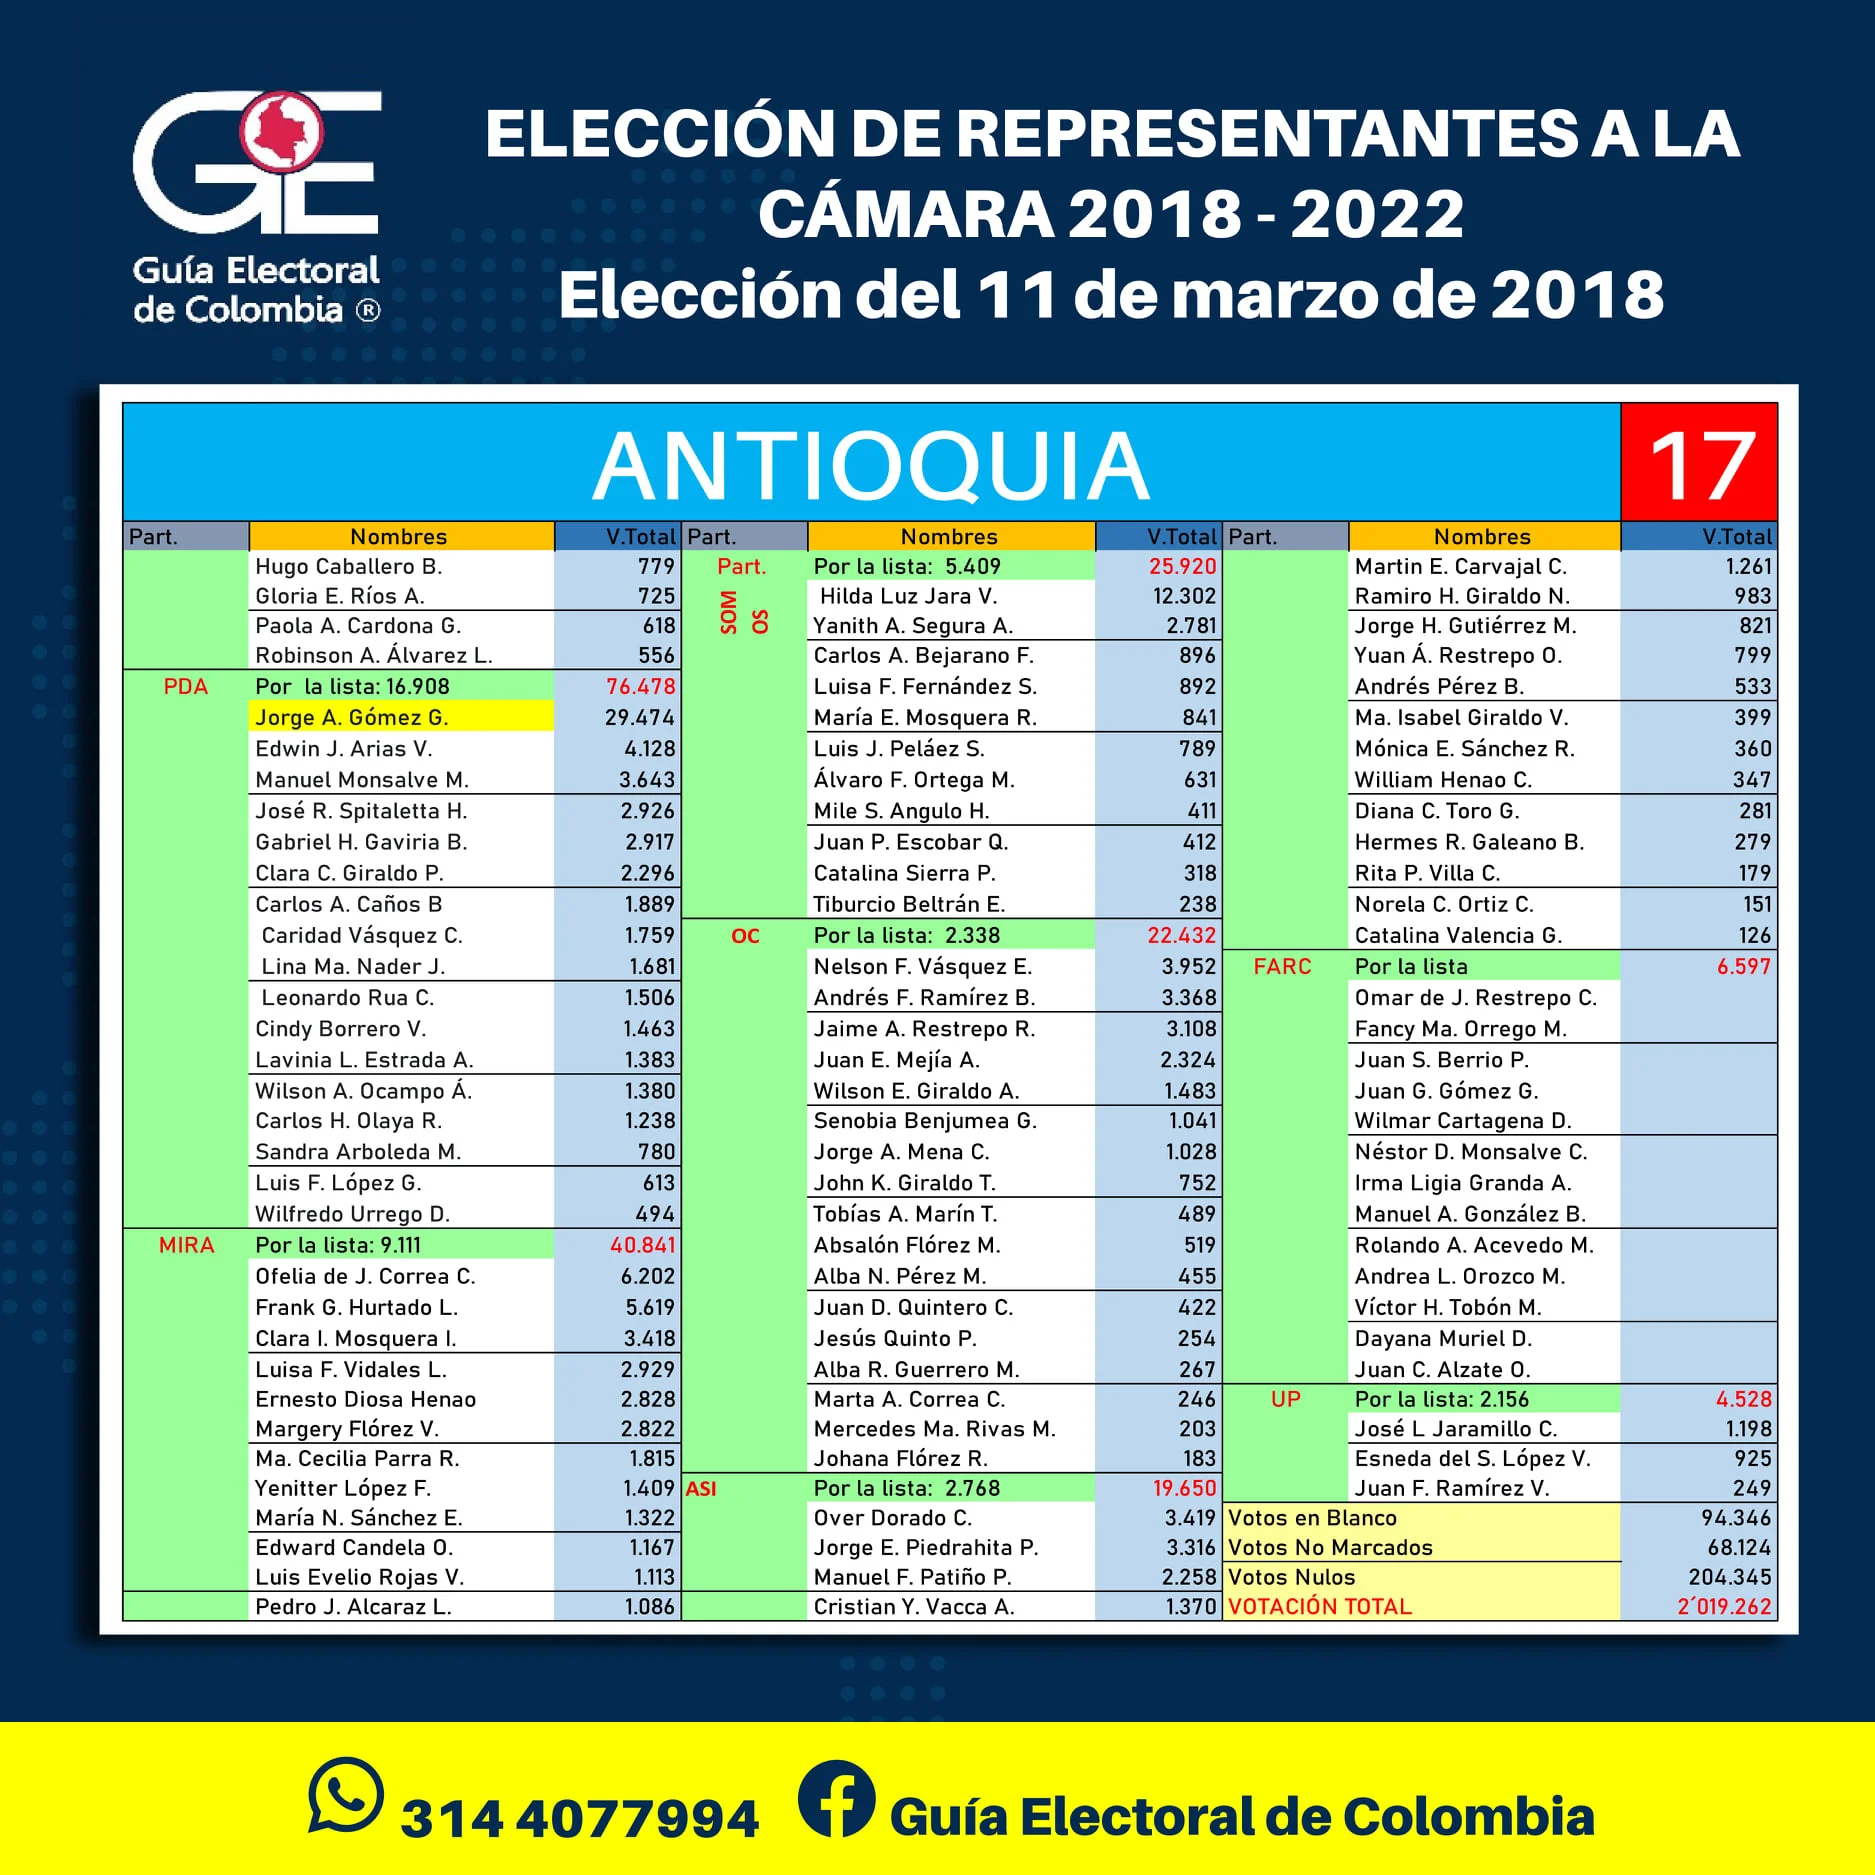 GE
Guía Electoral
de Colombia ®
ELECCIÓN DE REPRESENTANTES A LA
CÁMARA 2018 - 2022
Elección del 11 de marzo de 2018
ANTIOQUIA 17
Part. Nombres V.Total
Hugo Caballero B. 779
Gloria E. Ríos A. 725
Paola A. Cardona G. 618
Robinson A. Álvarez L. 556
PDA Por la lista: 16.908 76.478
Jorge A. Gómez G. 29.474
Edwin J. Arias V. 4.128
Manuel Monsalve M. 3.643
José R. Spitaletta H. 2.926
Gabriel H. Gaviria B. 2.917
Clara C. Giraldo P. 2.296
Carlos A. Caños B 1.889
Caridad Vásquez C. 1.759
Lina Ma. Nader J. 1.681
Leonardo Rua C. 1.506
Cindy Borrero V. 1.463
Lavinia L. Estrada A. 1.383
Wilson A. Ocampo Á. 1.380
Carlos H. Olaya R. 1.238
Sandra Arboleda M. 780
Luis F. López G. 613
Wilfredo Urrego D. 494
MIRA Por la lista: 9.111 40.841
Ofelia de J. Correa C. 6.202
Frank G. Hurtado L. 5.619
Clara I. Mosquera I. 3.418
Luisa F. Vidales L. 2.929
Ernesto Diosa Henao 2.828
Margery Flórez V. 2.822
Ma. Cecilia Parra R. 1.815
Yenitter López F. 1.409
María N. Sánchez E. 1.322
Edward Candela O. 1.167
Luis Evelio Rojas V. 1.113
Pedro J. Alcaraz L. 1.086
Part. Nombres V.Total
Part. Por la lista: 5.409 25.920
SOM
OS
Hilda Luz Jara V. 12.302
Yanith A. Segura A. 2.781
Carlos A. Bejarano F. 896
Luisa F. Fernández S. 892
María E. Mosquera R. 841
Luis J. Peláez S. 789
Álvaro F. Ortega M. 631
Mile S. Angulo H. 411
Juan P. Escobar Q. 412
Catalina Sierra P. 318
Tiburcio Beltrán E. 238
OC Por la lista: 2.338 22.432
Nelson F. Vásquez E. 3.952
Andrés F. Ramírez B. 3.368
Jaime A. Restrepo R. 3.108
Juan E. Mejía A. 2.324
Wilson E. Giraldo A. 1.483
Senobia Benjumea G. 1.041
Jorge A. Mena C. 1.028
John K. Giraldo T. 752
Tobías A. Marín T. 489
Absalón Flórez M. 519
Alba N. Pérez M. 455
Juan D. Quintero C. 422
Jesús Quinto P. 254
Alba R. Guerrero M. 267
Marta A. Correa C. 246
Mercedes Ma. Rivas M. 203
Johana Flórez R. 183
ASI Por la lista: 2.768 19.650
Over Dorado C. 3.419
Jorge E. Piedrahita P. 3.316
Manuel F. Patiño P. 2.258
Cristian Y. Vacca A. 1.370
Part. Nombres V.Total
Martin E. Carvajal C. 1.261
Ramiro H. Giraldo N. 983
Jorge H. Gutiérrez M. 821
Yuan Á. Restrepo O. 799
Andrés Pérez B. 533
Ma. Isabel Giraldo V. 399
Mónica E. Sánchez R. 360
William Henao C. 347
Diana C. Toro G. 281
Hermes R. Galeano B. 279
Rita P. Villa C. 179
Norela C. Ortiz C. 151
Catalina Valencia G. 126
FARC Por la lista 6.597
Omar de J. Restrepo C.
Fancy Ma. Orrego M.
Juan S. Berrio P.
Juan G. Gómez G.
Wilmar Cartagena D.
Néstor D. Monsalve C.
Irma Ligia Granda A.
Manuel A. González B.
Rolando A. Acevedo M.
Andrea L. Orozco M.
Víctor H. Tobón M.
Dayana Muriel D.
Juan C. Alzate O.
UP Por la lista: 2.156 4.528
José L Jaramillo C. 1.198
Esneda del S. López V. 925
Juan F. Ramírez V. 249
Votos en Blanco 94.346
Votos No Marcados 68.124
Votos Nulos 204.345
VOTACIÓN TOTAL 2´019.262
314 4077994 Guía Electoral de Colombia